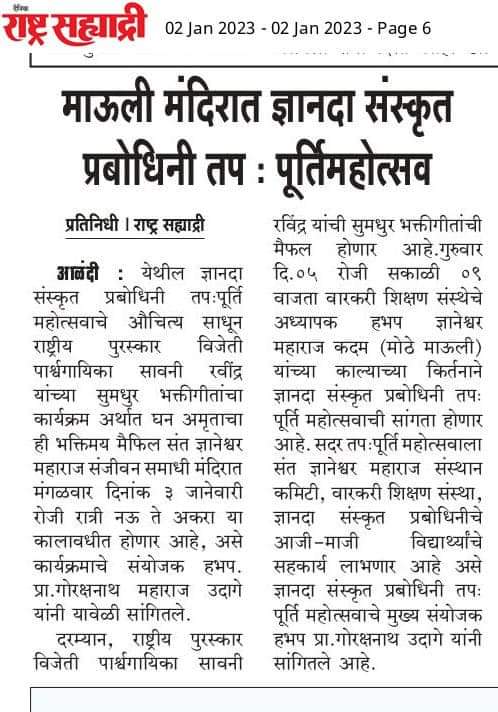 दैनिक
राष्ट्र सह्याद्री
02 Jan 2023 - 02 Jan 2023 - Page 6
माऊली मंदिरात ज्ञानदा संस्कृत
प्रबोधिनी तप : पूर्तिमहोत्सव
प्रतिनिधी । राष्ट्र सह्याद्री
आळंदी : येथील ज्ञानदा
संस्कृत प्रबोधिनी तपःपूर्ति
महोत्सवाचे औचित्य साधून
राष्ट्रीय पुरस्कार विजेती
पार्श्वगायिका सावनी रवींद्र
यांच्या सुमधुर भक्तीगीतांचा
कार्यक्रम अर्थात घन अमृताचा
ही भक्तिमय मैफिल संत ज्ञानेश्वर
महाराज संजीवन समाधी मंदिरात
मंगळवार दिनांक ३ जानेवारी
रोजी रात्री नऊ ते अकरा या
कालावधीत होणार आहे, असे
कार्यक्रमाचे संयोजक हभप.
प्रा.गोरक्षनाथ महाराज उदागे
यांनी यावेळी सांगितले.
दरम्यान, राष्ट्रीय पुरस्कार
विजेती पार्श्वगायिका सावनी
रविंद्र यांची सुमधुर भक्तीगीतांची
मैफल होणार आहे.गुरुवार
दि.०५ रोजी सकाळी ०९
वाजता वारकरी शिक्षण संस्थेचे
अध्यापक हभप ज्ञानेश्वर
महाराज कदम (मोठे माऊली)
यांच्या काल्याच्या किर्तनाने
ज्ञानदा संस्कृत प्रबोधिनी तपः
पूर्ति महोत्सवाची सांगता होणार
आहे. सदर तपःपूर्ति महोत्सवाला
संत ज्ञानेश्वर महाराज संस्थान
कमिटी, वारकरी शिक्षण संस्था,
ज्ञानदा संस्कृत प्रबोधिनीचे
आजी-माजी विद्यार्थ्यांचे
सहकार्य लाभणार आहे असे
ज्ञानदा संस्कृत प्रबोधिनी तपः
पूर्ति महोत्सवाचे मुख्य संयोजक
हभप प्रा.गोरक्षनाथ उदागे यांनी
सांगितले आहे.